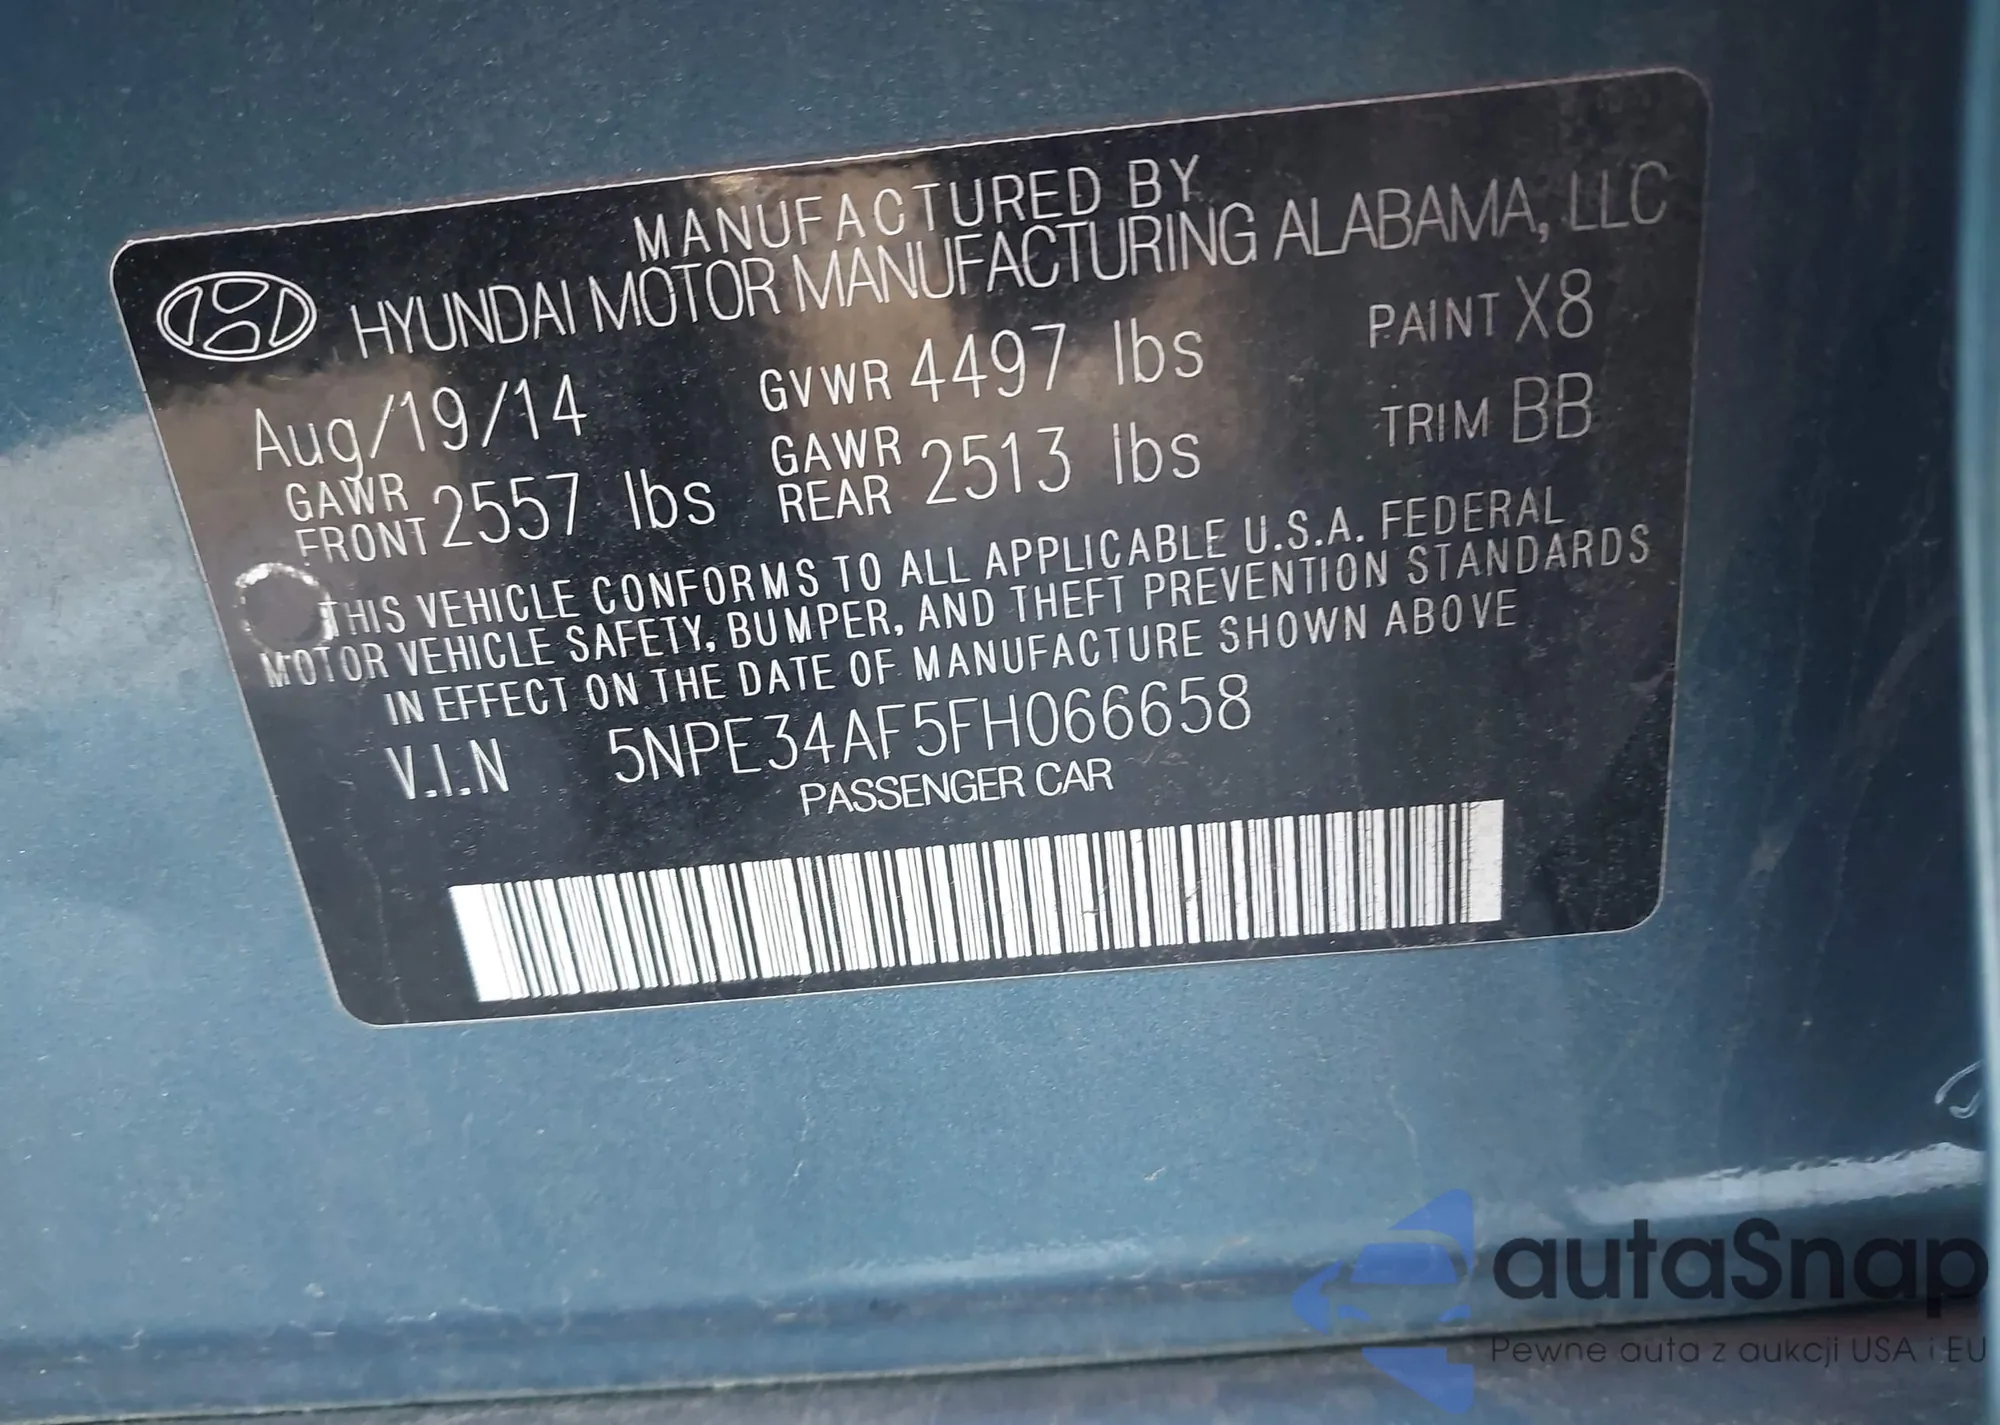 MANUFACTURED BY
HYUNDAI MOTOR MANUFACTURING ALABAMA, LLC
Aug/19/14 GVWR 4497 lbs PAINT X8
GAWR FRONT 2557 lbs GAWR REAR 2513 lbs TRIM BB
THIS VEHICLE CONFORMS TO ALL APPLICABLE U.S.A. FEDERAL
MOTOR VEHICLE SAFETY, BUMPER, AND THEFT PREVENTION STANDARDS
IN EFFECT ON THE DATE OF MANUFACTURE SHOWN ABOVE
V.I.N 5NPE34AF5FH066658
PASSENGER CAR
autaSnap
Pewne auta z aukcji USA i EU